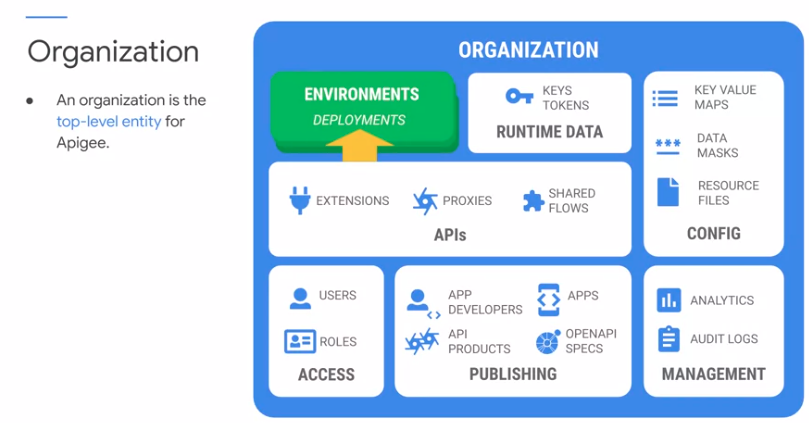 Organization
● An organization is the
top-level entity for
Apigee.
ORGANIZATION
ENVIRONMENTS
DEPLOYMENTS
KEYS
TOKENS
RUNTIME DATA
KEY VALUE
MAPS
DATA
MASKS
RESOURCE
FILES
CONFIG
EXTENSIONS
PROXIES
SHARED
FLOWS
APIs
USERS
ROLES
ACCESS
APP
DEVELOPERS
APPS
API
PRODUCTS
OPENAPI
SPECS
PUBLISHING
ANALYTICS
AUDIT LOGS
MANAGEMENT